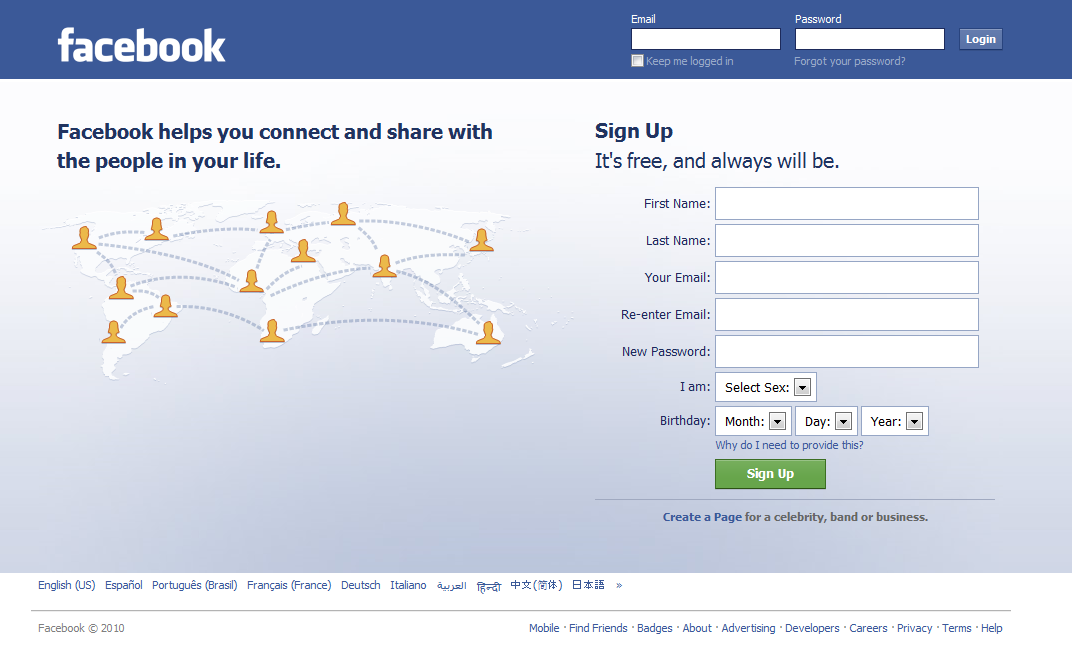 facebook
Email
Password
Login
Keep me logged in
Forgot your password?
Facebook helps you connect and share with
the people in your life.
Sign Up
It's free, and always will be.
First Name:
Last Name:
Your Email:
Re-enter Email:
New Password:
I am: Select Sex:
Birthday: Month: Day: Year:
Why do I need to provide this?
Sign Up
Create a Page for a celebrity, band or business.
English (US) Español Português (Brasil) Français (France) Deutsch Italiano العربية हिन्दी 中文(简体) 日本語 »
Facebook © 2010
Mobile · Find Friends · Badges · About · Advertising · Developers · Careers · Privacy · Terms · Help